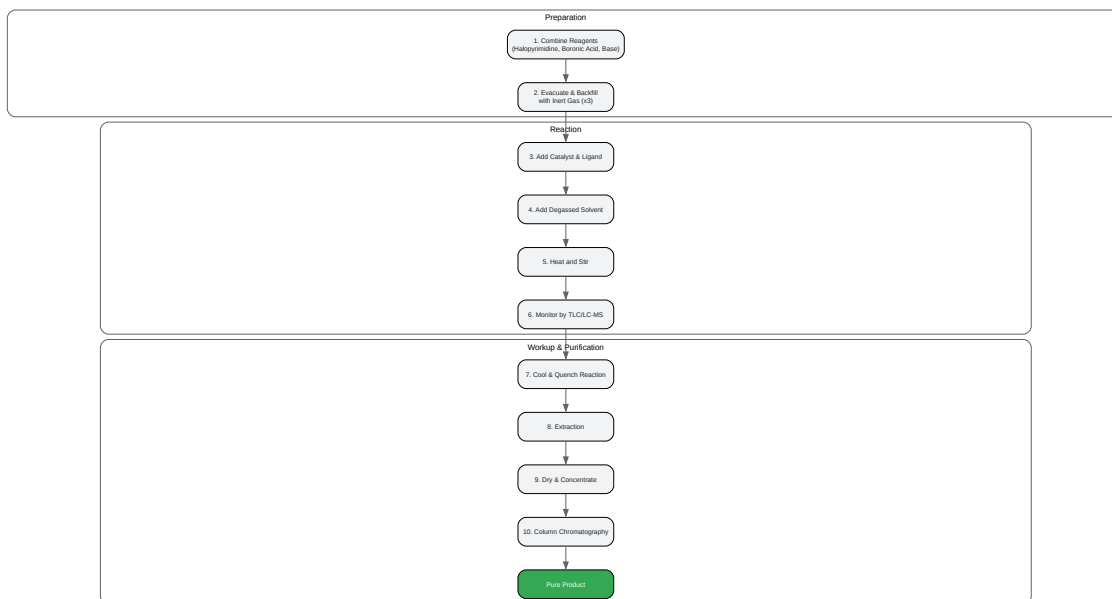 Preparation
1. Combine Reagents
(Halopyrimidine, Boronic Acid, Base)
2. Evacuate & Backfill
with Inert Gas (x3)
Reaction
3. Add Catalyst & Ligand
4. Add Degassed Solvent
5. Heat and Stir
6. Monitor by TLC/LC-MS
Workup & Purification
7. Cool & Quench Reaction
8. Extraction
9. Dry & Concentrate
10. Column Chromatography
Pure Product